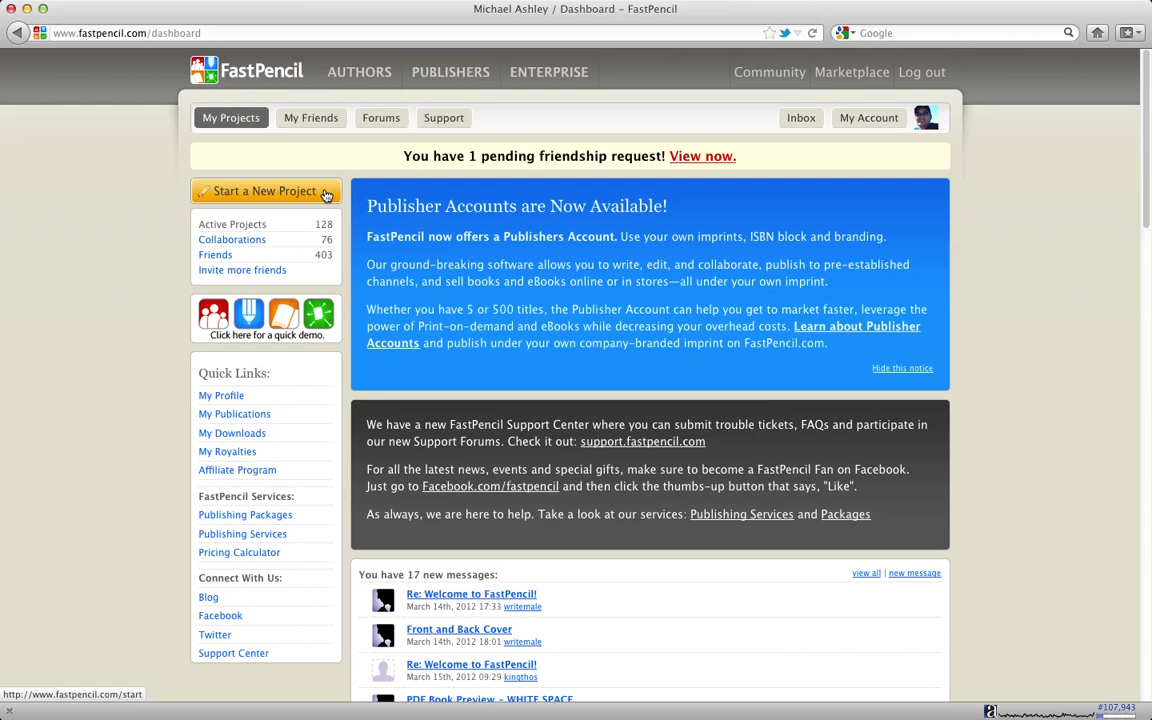 Michael Ashley / Dashboard – FastPencil
www.fastpencil.com/dashboard
Google
FastPencil AUTHORS PUBLISHERS ENTERPRISE Community Marketplace Log out
My Projects My Friends Forums Support Inbox My Account
You have 1 pending friendship request! View now.
Start a New Project
Active Projects 128
Collaborations 76
Friends 403
Invite more friends
Click here for a quick demo.
Quick Links:
My Profile
My Publications
My Downloads
My Royalties
Affiliate Program
FastPencil Services:
Publishing Packages
Publishing Services
Pricing Calculator
Connect With Us:
Blog
Facebook
Twitter
Support Center
Publisher Accounts are Now Available!
FastPencil now offers a Publishers Account. Use your own imprints, ISBN block and branding.
Our ground-breaking software allows you to write, edit, and collaborate, publish to pre-established
channels, and sell books and eBooks online or in stores—all under your own imprint.
Whether you have 5 or 500 titles, the Publisher Account can help you get to market faster, leverage the
power of Print-on-demand and eBooks while decreasing your overhead costs. Learn about Publisher
Accounts and publish under your own company-branded imprint on FastPencil.com.
Hide this notice
We have a new FastPencil Support Center where you can submit trouble tickets, FAQs and participate in
our new Support Forums. Check it out: support.fastpencil.com
For all the latest news, events and special gifts, make sure to become a FastPencil Fan on Facebook.
Just go to Facebook.com/fastpencil and then click the thumbs-up button that says, "Like".
As always, we are here to help. Take a look at our services: Publishing Services and Packages
You have 17 new messages: view all | new message
Re: Welcome to FastPencil!
March 14th, 2012 17:33 writemale
Front and Back Cover
March 14th, 2012 18:01 writemale
Re: Welcome to FastPencil!
March 15th, 2012 09:29 kingthos
PDF Book Preview – WHITE SPACE
http://www.fastpencil.com/start
#107,943